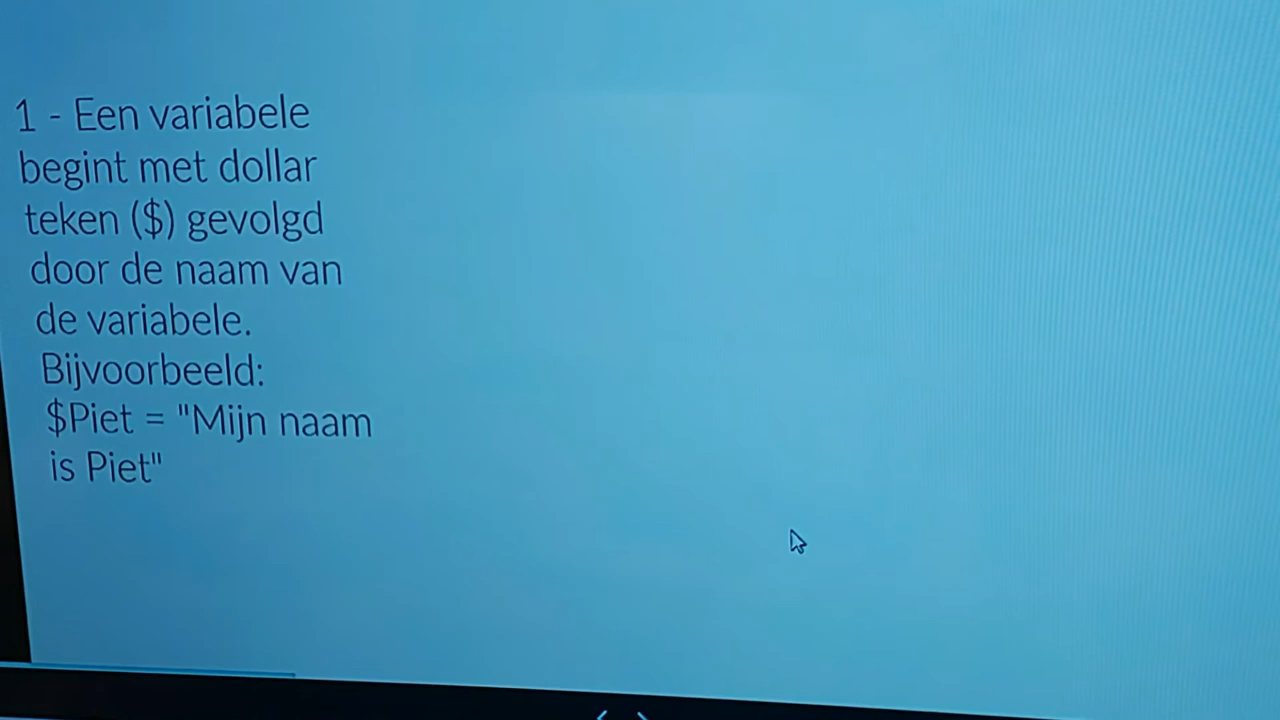 1 - Een variabele
begint met dollar
teken ($) gevolgd
door de naam van
de variabele.
Bijvoorbeeld:
$Piet = "Mijn naam
is Piet"